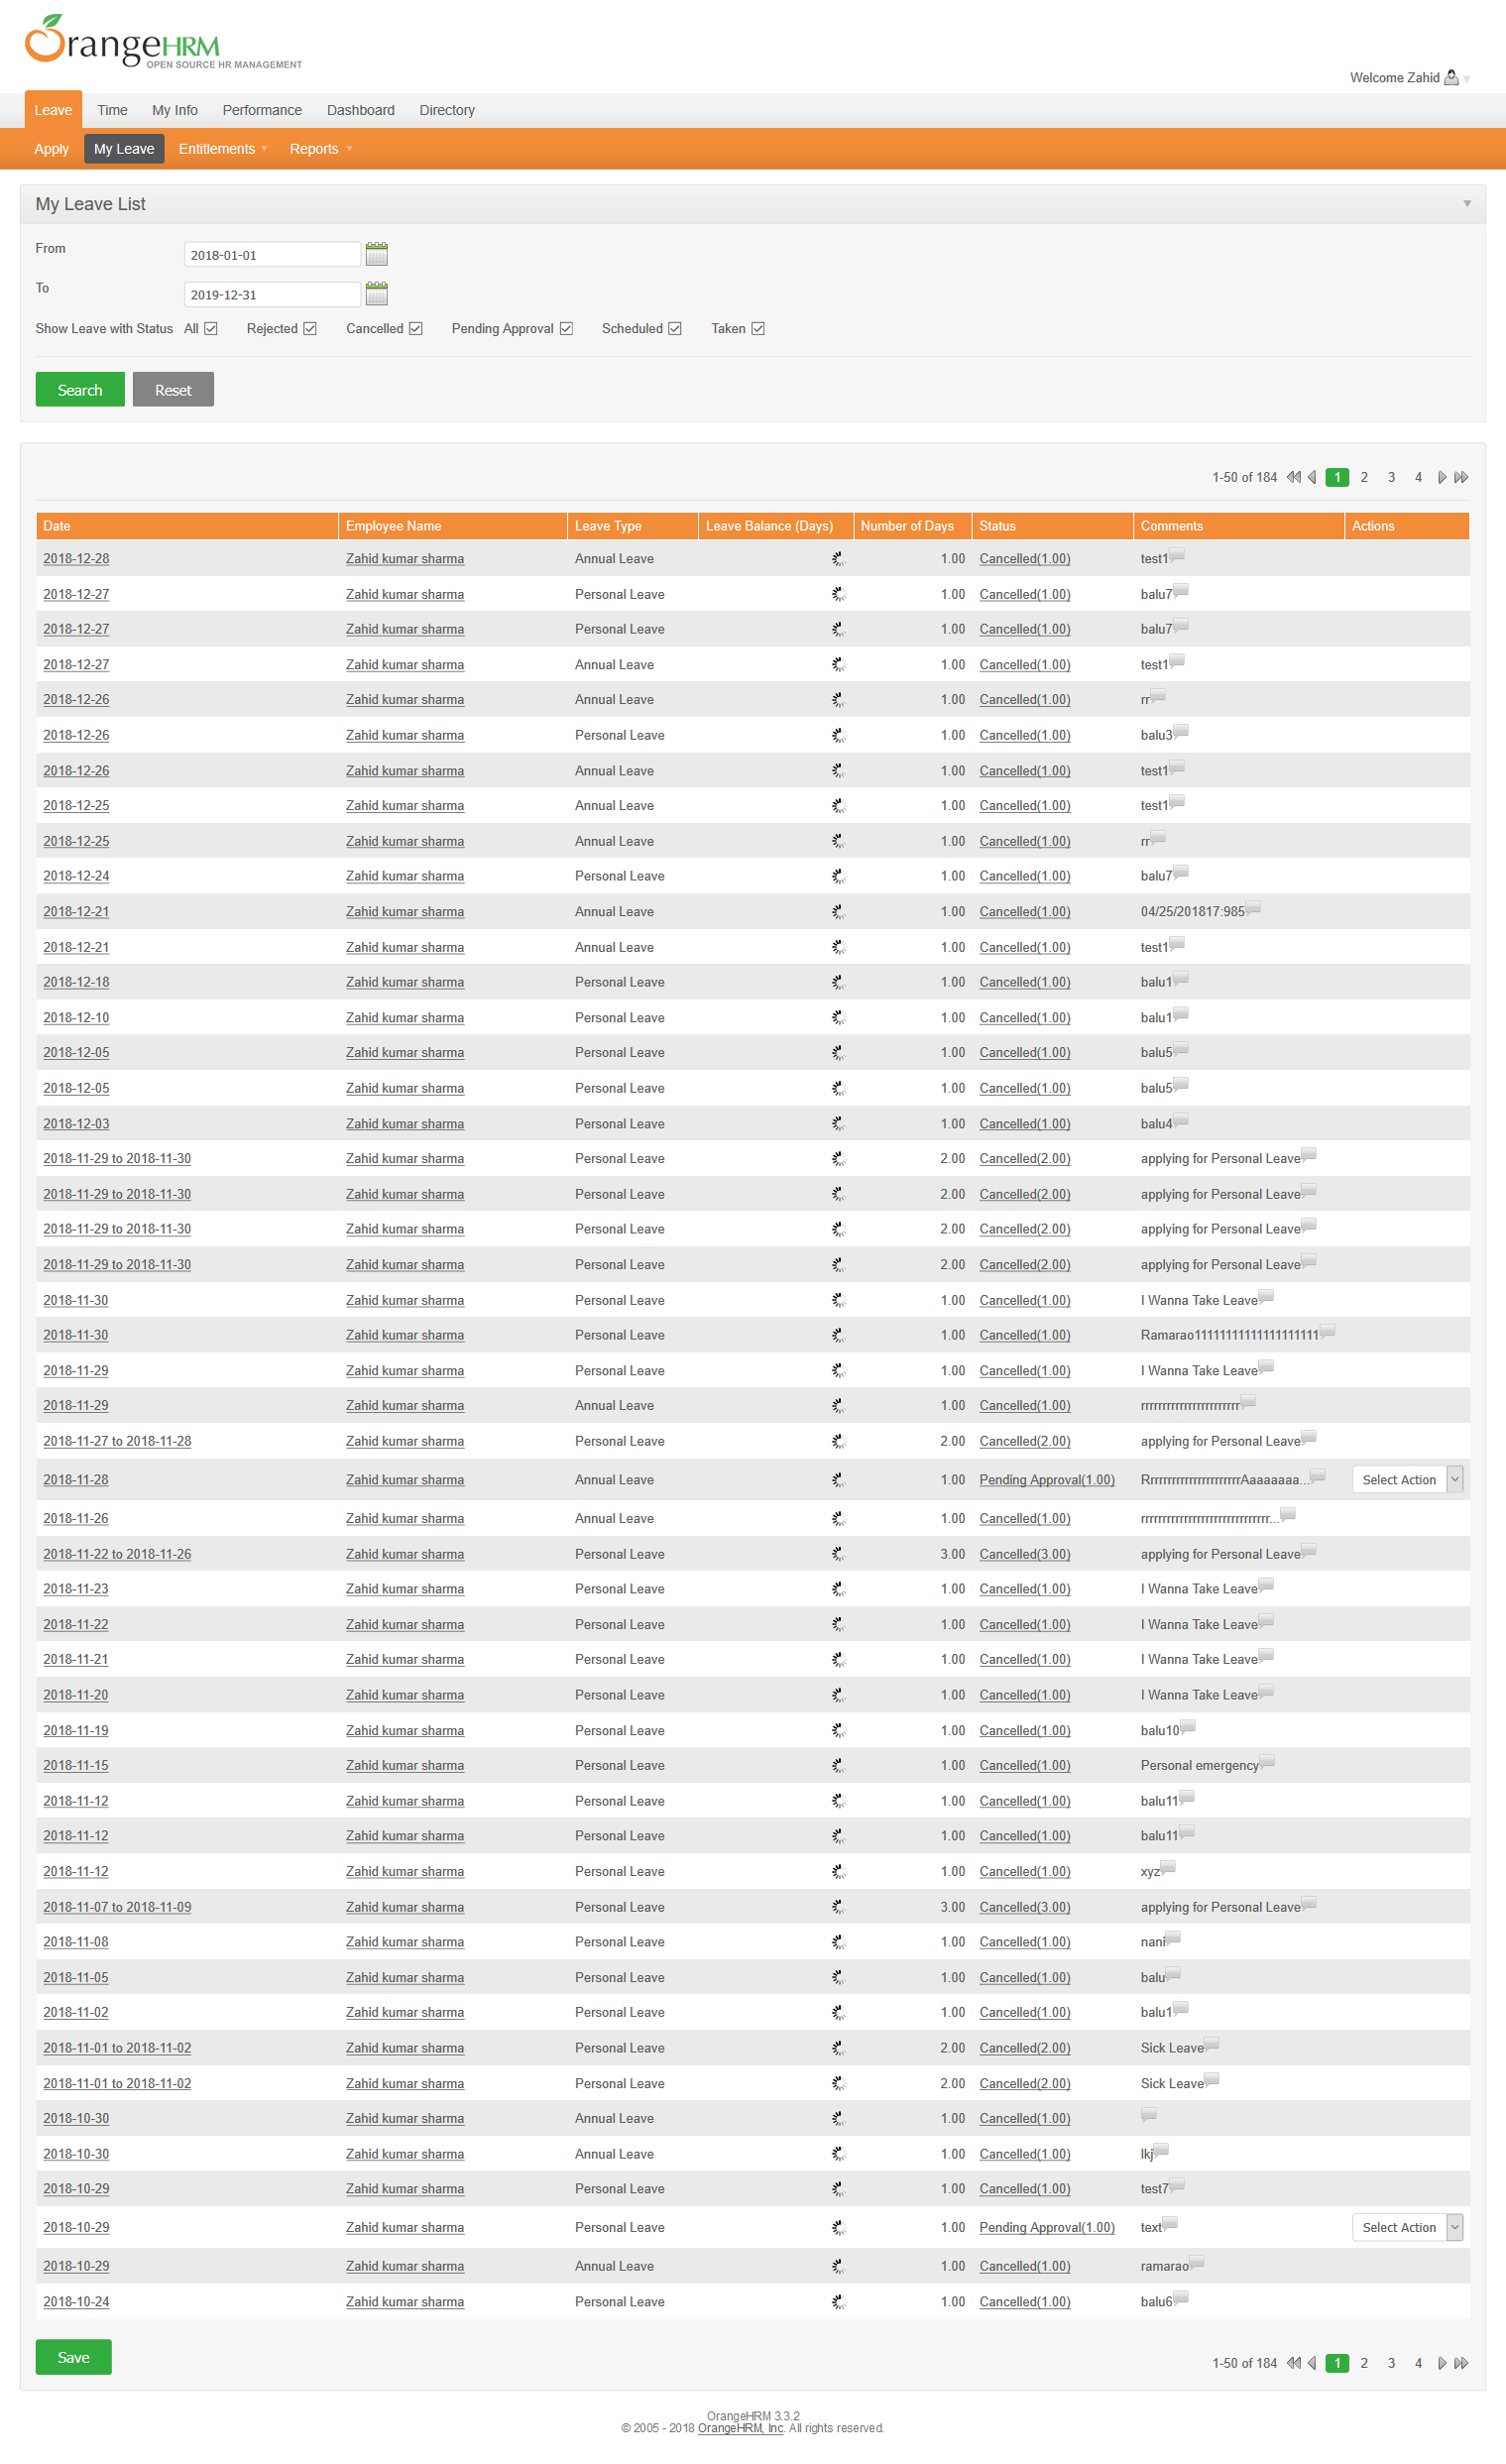 OrangeHRM
OPEN SOURCE HR MANAGEMENT
Welcome Zahid
Leave Time My Info Performance Dashboard Directory
Apply My Leave Entitlements Reports
My Leave List
From 2018-01-01
To 2019-12-31
Show Leave with Status All Rejected Cancelled Pending Approval Scheduled Taken
Search Reset
1-50 of 184 1 2 3 4
Date Employee Name Leave Type Leave Balance (Days) Number of Days Status Comments Actions
2018-12-28 Zahid kumar sharma Annual Leave 1.00 Cancelled(1.00) test1
2018-12-27 Zahid kumar sharma Personal Leave 1.00 Cancelled(1.00) balu7
2018-12-27 Zahid kumar sharma Personal Leave 1.00 Cancelled(1.00) balu7
2018-12-27 Zahid kumar sharma Annual Leave 1.00 Cancelled(1.00) test1
2018-12-26 Zahid kumar sharma Annual Leave 1.00 Cancelled(1.00) rr
2018-12-26 Zahid kumar sharma Personal Leave 1.00 Cancelled(1.00) balu3
2018-12-26 Zahid kumar sharma Annual Leave 1.00 Cancelled(1.00) test1
2018-12-25 Zahid kumar sharma Annual Leave 1.00 Cancelled(1.00) test1
2018-12-25 Zahid kumar sharma Annual Leave 1.00 Cancelled(1.00) rr
2018-12-24 Zahid kumar sharma Personal Leave 1.00 Cancelled(1.00) balu7
2018-12-21 Zahid kumar sharma Annual Leave 1.00 Cancelled(1.00) 04/25/201817:985
2018-12-21 Zahid kumar sharma Annual Leave 1.00 Cancelled(1.00) test1
2018-12-18 Zahid kumar sharma Personal Leave 1.00 Cancelled(1.00) balu1
2018-12-10 Zahid kumar sharma Personal Leave 1.00 Cancelled(1.00) balu1
2018-12-05 Zahid kumar sharma Personal Leave 1.00 Cancelled(1.00) balu5
2018-12-05 Zahid kumar sharma Personal Leave 1.00 Cancelled(1.00) balu5
2018-12-03 Zahid kumar sharma Personal Leave 1.00 Cancelled(1.00) balu4
2018-11-29 to 2018-11-30 Zahid kumar sharma Personal Leave 2.00 Cancelled(2.00) applying for Personal Leave
2018-11-29 to 2018-11-30 Zahid kumar sharma Personal Leave 2.00 Cancelled(2.00) applying for Personal Leave
2018-11-29 to 2018-11-30 Zahid kumar sharma Personal Leave 2.00 Cancelled(2.00) applying for Personal Leave
2018-11-29 to 2018-11-30 Zahid kumar sharma Personal Leave 2.00 Cancelled(2.00) applying for Personal Leave
2018-11-30 Zahid kumar sharma Personal Leave 1.00 Cancelled(1.00) I Wanna Take Leave
2018-11-30 Zahid kumar sharma Personal Leave 1.00 Cancelled(1.00)
2018-11-29 Zahid kumar sharma Personal Leave 1.00 Cancelled(1.00) I Wanna Take Leave
2018-11-29 Zahid kumar sharma Annual Leave 1.00 Cancelled(1.00)
2018-11-27 to 2018-11-28 Zahid kumar sharma Personal Leave 2.00 Cancelled(2.00) applying for Personal Leave
2018-11-28 Zahid kumar sharma Annual Leave 1.00 Pending Approval(1.00) Select Action
2018-11-26 Zahid kumar sharma Annual Leave 1.00 Cancelled(1.00)
2018-11-22 to 2018-11-26 Zahid kumar sharma Personal Leave 3.00 Cancelled(3.00) applying for Personal Leave
2018-11-23 Zahid kumar sharma Personal Leave 1.00 Cancelled(1.00) I Wanna Take Leave
2018-11-22 Zahid kumar sharma Personal Leave 1.00 Cancelled(1.00) I Wanna Take Leave
2018-11-21 Zahid kumar sharma Personal Leave 1.00 Cancelled(1.00) I Wanna Take Leave
2018-11-20 Zahid kumar sharma Personal Leave 1.00 Cancelled(1.00) I Wanna Take Leave
2018-11-19 Zahid kumar sharma Personal Leave 1.00 Cancelled(1.00) balu10
2018-11-15 Zahid kumar sharma Personal Leave 1.00 Cancelled(1.00) Personal emergency
2018-11-12 Zahid kumar sharma Personal Leave 1.00 Cancelled(1.00) balu11
2018-11-12 Zahid kumar sharma Personal Leave 1.00 Cancelled(1.00) balu11
2018-11-12 Zahid kumar sharma Personal Leave 1.00 Cancelled(1.00) xyz
2018-11-07 to 2018-11-09 Zahid kumar sharma Personal Leave 3.00 Cancelled(3.00) applying for Personal Leave
2018-11-08 Zahid kumar sharma Personal Leave 1.00 Cancelled(1.00) nani
2018-11-05 Zahid kumar sharma Personal Leave 1.00 Cancelled(1.00) balu
2018-11-02 Zahid kumar sharma Personal Leave 1.00 Cancelled(1.00) balu1
2018-11-01 to 2018-11-02 Zahid kumar sharma Personal Leave 2.00 Cancelled(2.00) Sick Leave
2018-11-01 to 2018-11-02 Zahid kumar sharma Personal Leave 2.00 Cancelled(2.00) Sick Leave
2018-10-30 Zahid kumar sharma Annual Leave 1.00 Cancelled(1.00)
2018-10-30 Zahid kumar sharma Annual Leave 1.00 Cancelled(1.00) lkj
2018-10-29 Zahid kumar sharma Personal Leave 1.00 Cancelled(1.00) test7
2018-10-29 Zahid kumar sharma Personal Leave 1.00 Pending Approval(1.00) text Select Action
2018-10-29 Zahid kumar sharma Annual Leave 1.00 Cancelled(1.00) ramarao
2018-10-24 Zahid kumar sharma Personal Leave 1.00 Cancelled(1.00) balu6
Save
1-50 of 184 1 2 3 4
OrangeHRM 3.3.2
© 2005 - 2018 OrangeHRM, Inc. All rights reserved.